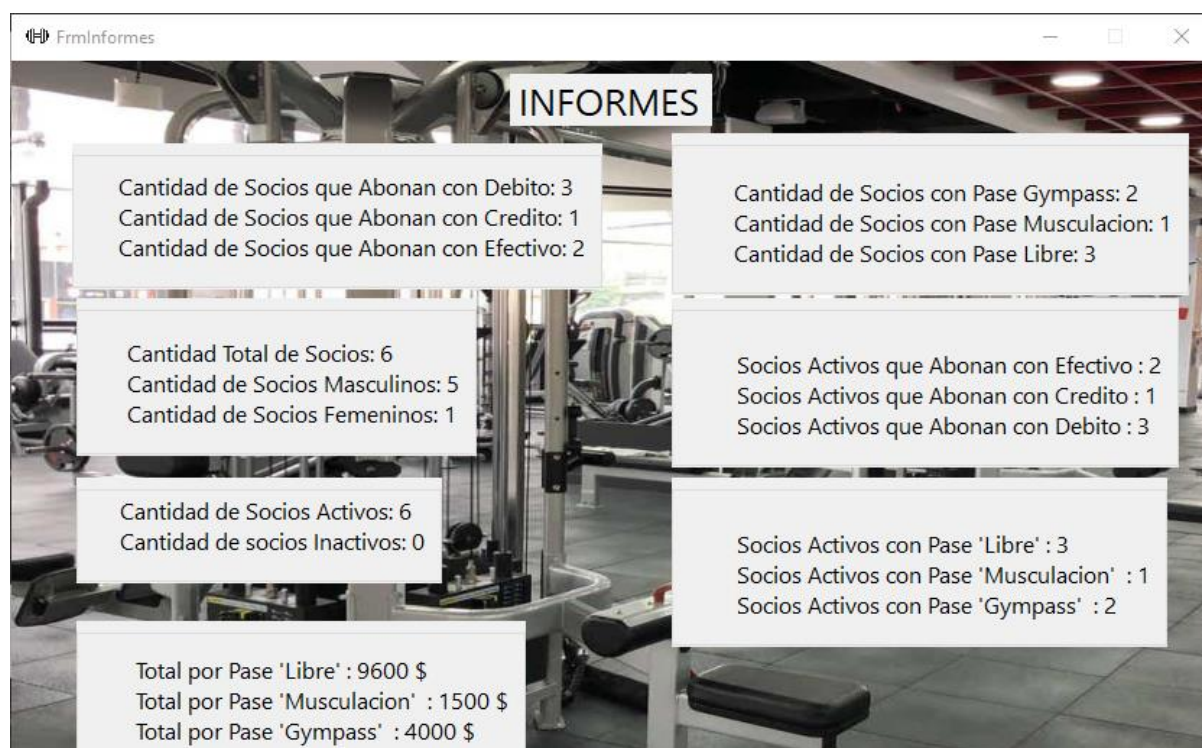 FrmInformes
INFORMES
Cantidad de Socios que Abonan con Debito: 3
Cantidad de Socios que Abonan con Credito: 1
Cantidad de Socios que Abonan con Efectivo: 2
Cantidad de Socios con Pase Gympass: 2
Cantidad de Socios con Pase Musculacion: 1
Cantidad de Socios con Pase Libre: 3
Cantidad Total de Socios: 6
Cantidad de Socios Masculinos: 5
Cantidad de Socios Femeninos: 1
Socios Activos que Abonan con Efectivo : 2
Socios Activos que Abonan con Credito : 1
Socios Activos que Abonan con Debito : 3
Cantidad de Socios Activos: 6
Cantidad de socios Inactivos: 0
Socios Activos con Pase 'Libre' : 3
Socios Activos con Pase 'Musculacion'  : 1
Socios Activos con Pase 'Gympass'  : 2
Total por Pase 'Libre' : 9600 $
Total por Pase 'Musculacion'  : 1500 $
Total por Pase 'Gympass'  : 4000 $